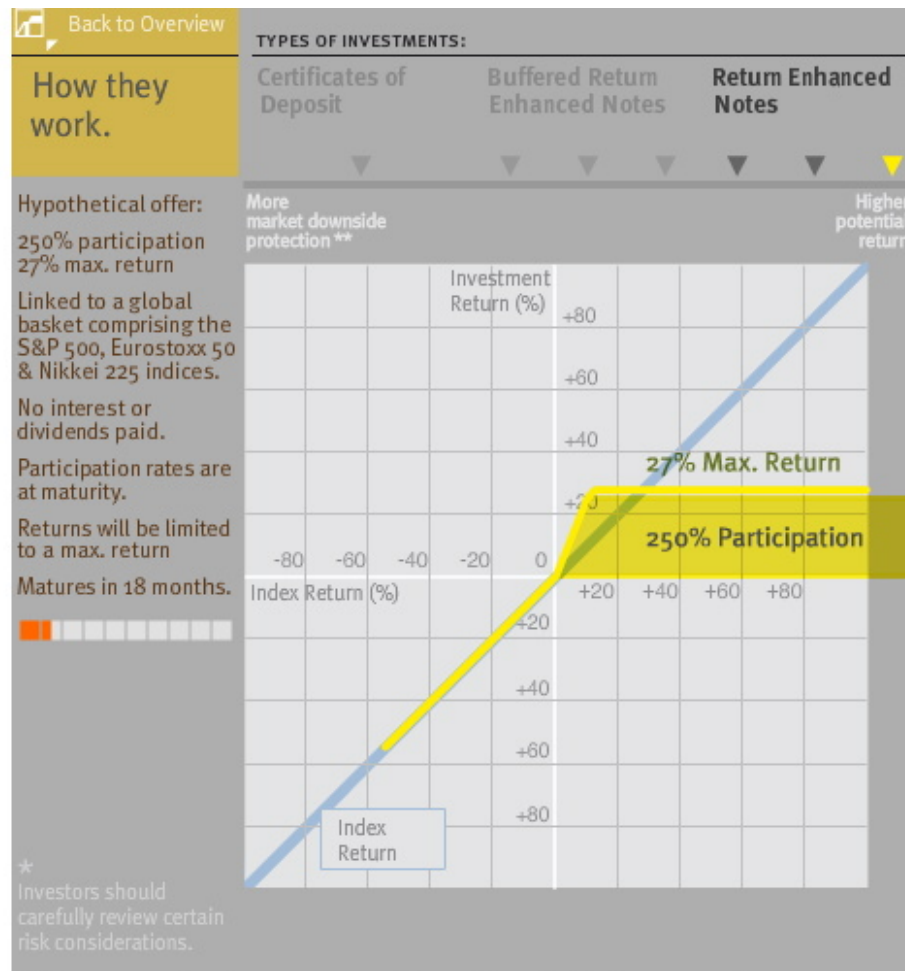 Back to Overview
How they
work.
TYPES OF INVESTMENTS:
Certificates of
Deposit
Buffered Return
Enhanced Notes
Return Enhanced
Notes
Hypothetical offer:
250% participation
27% max. return
Linked to a global
basket comprising the
S&P 500, Eurostoxx 50
& Nikkei 225 indices.
No interest or
dividends paid.
Participation rates are
at maturity.
Returns will be limited
to a max. return
Matures in 18 months.
*
Investors should
carefully review certain
risk considerations.
More
market downside
protection **
Higher
potential
return
Investment
Return (%)
+80
+60
+40
27% Max. Return
+20
250% Participation
-80 -60 -40 -20 0
Index Return (%)
+20 +40 +60 +80
+20
+40
+60
+80
Index
Return